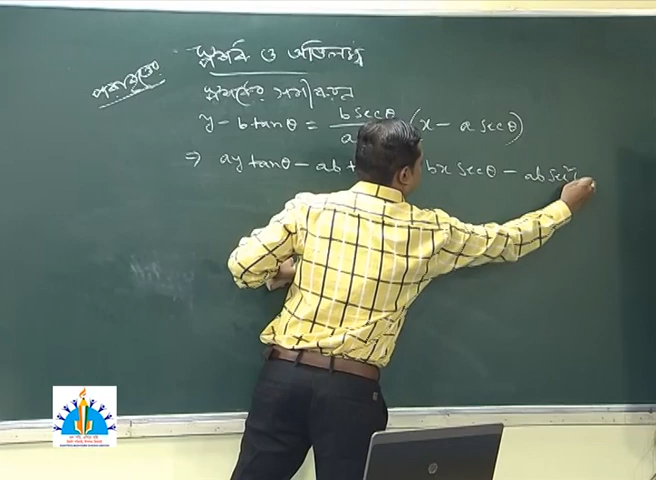 স্পর্শক ও অভিলম্ব
পরাবৃত্তের
স্পর্শকের সমীকরণ
y - b tanθ = b secθ / a (x - a secθ)
⇒ ay tanθ - ab bx secθ - ab sec²